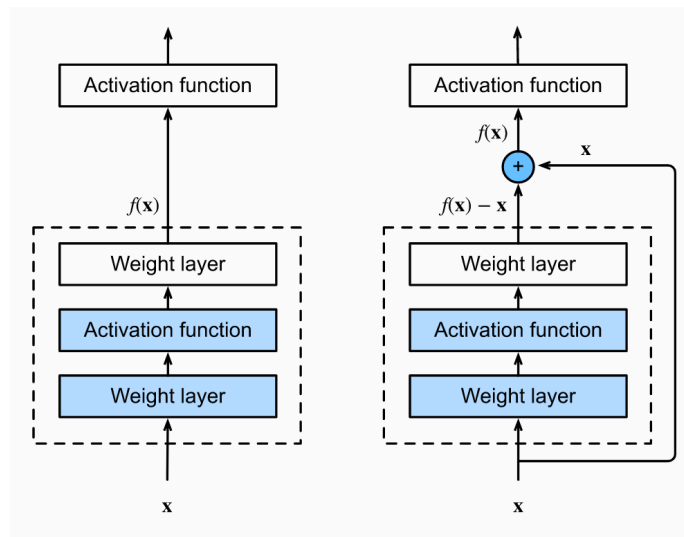 Activation function
f(x)
Weight layer
Activation function
Weight layer
x
Activation function
f(x)
x
+
f(x) − x
Weight layer
Activation function
Weight layer
x